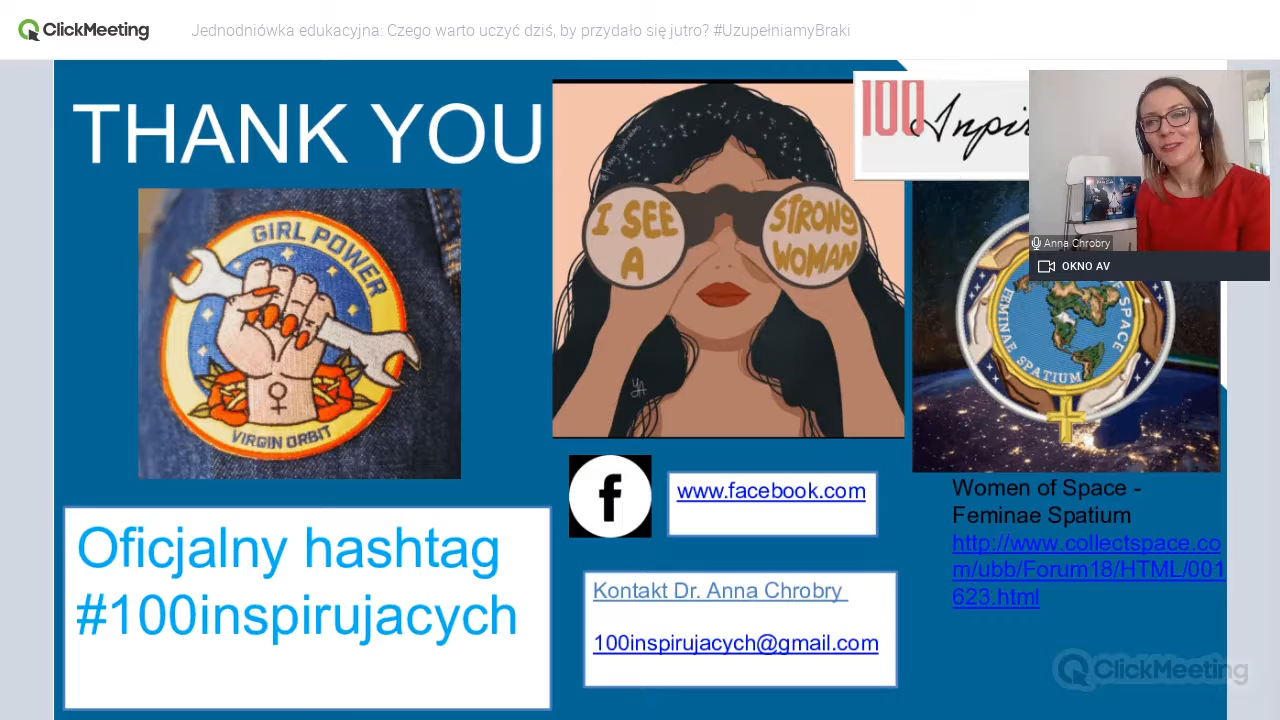 ClickMeeting
Jednodniówka edukacyjna: Czego warto uczyć dziś, by przydało się jutro? #UzupełniamyBraki
THANK YOU
GIRL POWER
VIRGIN ORBIT
I SEE
A
STRONG
WOMAN
100
Anna Chrobry
OKNO AV
OF SPACE
FEMINAE SPATIUM
www.facebook.com
Women of Space -
Feminae Spatium
http://www.collectspace.co
m/ubb/Forum18/HTML/001
623.html
Oficjalny hashtag
#100inspirujacych
Kontakt Dr. Anna Chrobry
100inspirujacych@gmail.com
ClickMeeting